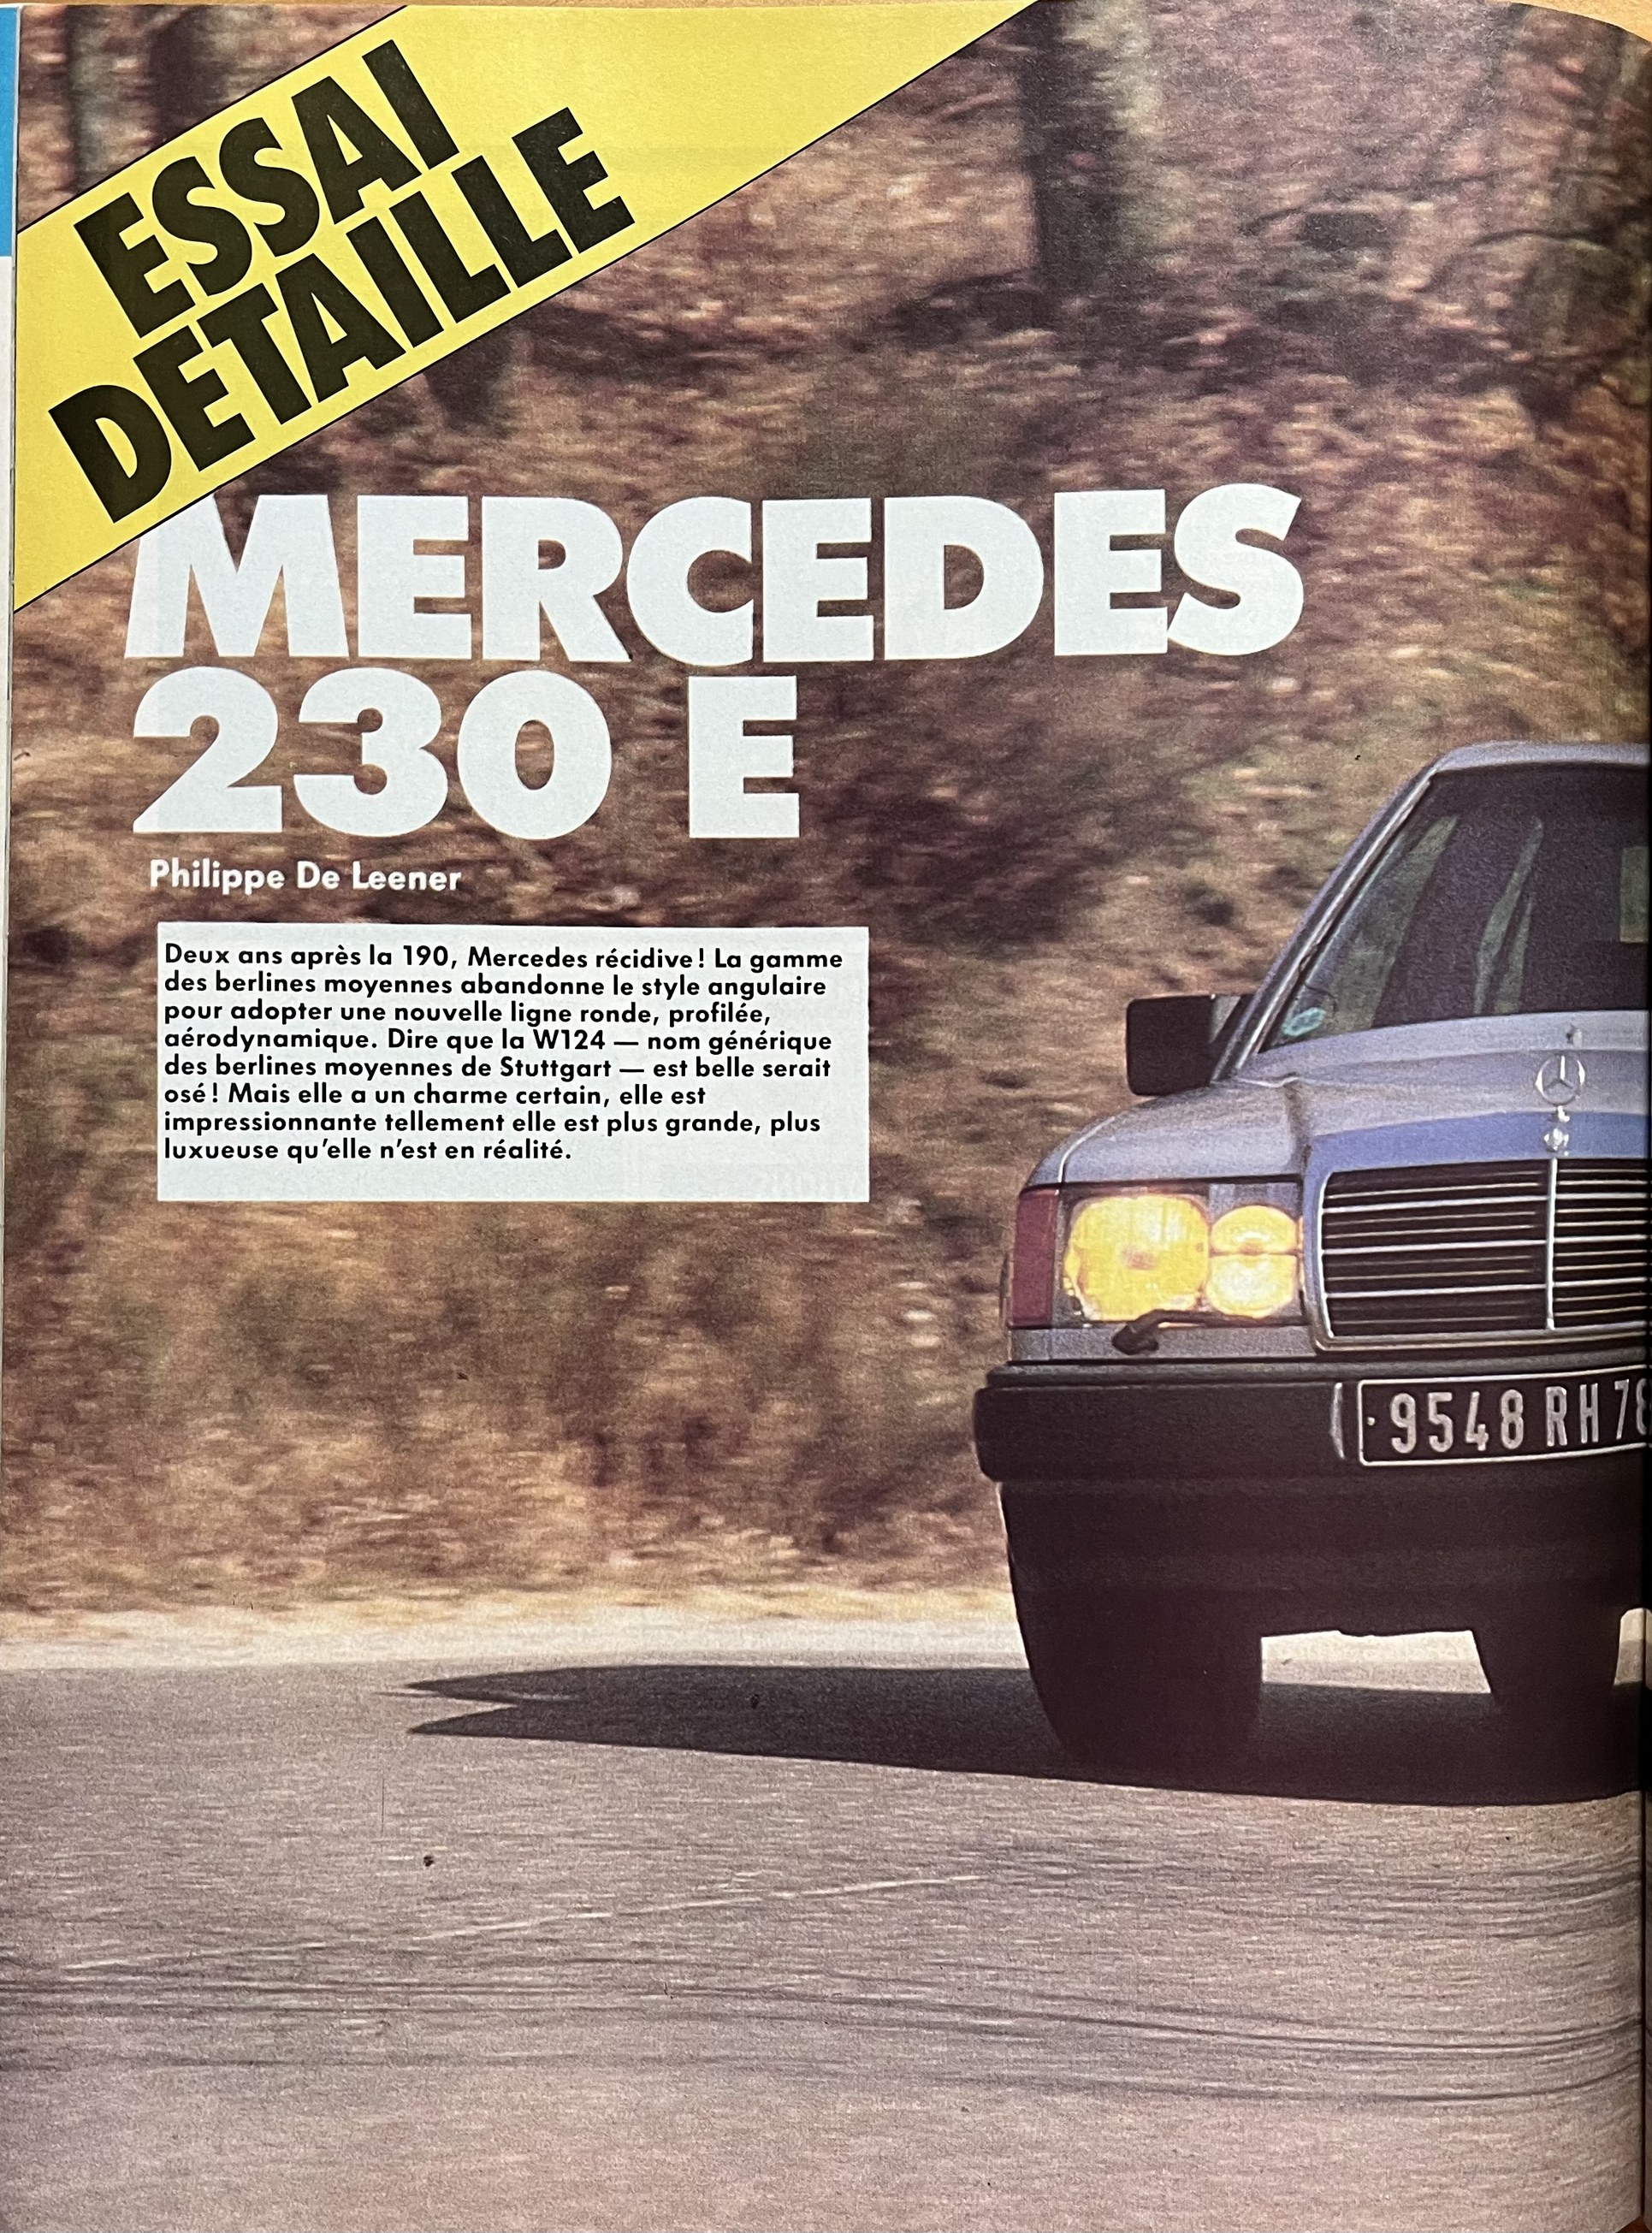 ESSAI
DETAILLE
MERCEDES
230 E
Philippe De Leener
Deux ans après la 190, Mercedes récidive! La gamme
des berlines moyennes abandonne le style angulaire
pour adopter une nouvelle ligne ronde, profilée,
aérodynamique. Dire que la W124 — nom générique
des berlines moyennes de Stuttgart — est belle serait
osé! Mais elle a un charme certain, elle est
impressionnante tellement elle est plus grande, plus
luxueuse qu'elle n'est en réalité.
9548 RH 78